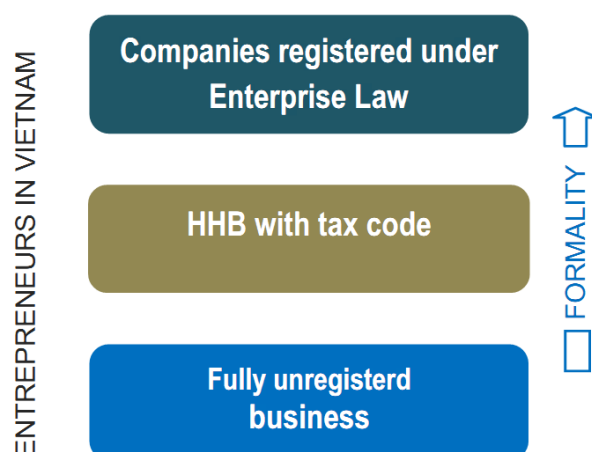 ENTREPRENEURS IN VIETNAM
Companies registered under
Enterprise Law
HHB with tax code
Fully unregisterd
business
FORMALITY